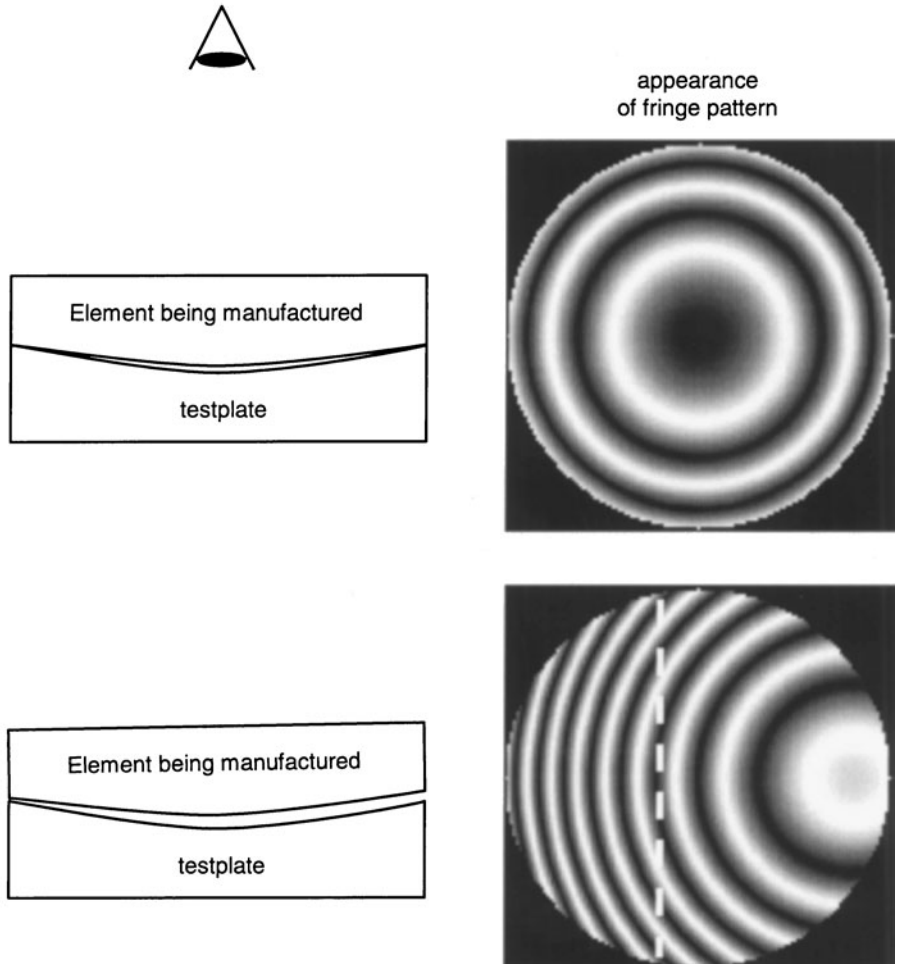 appearance
of fringe pattern
Element being manufactured
testplate
Element being manufactured
testplate